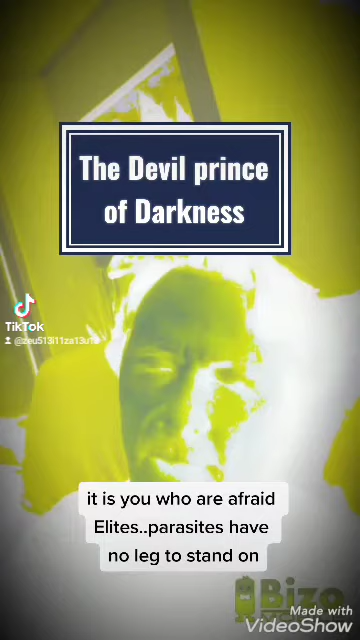 The Devil prince
of Darkness
TikTok
it is you who are afraid
Elites..parasites have
no leg to stand on
Bizo
Made with
VideoShow